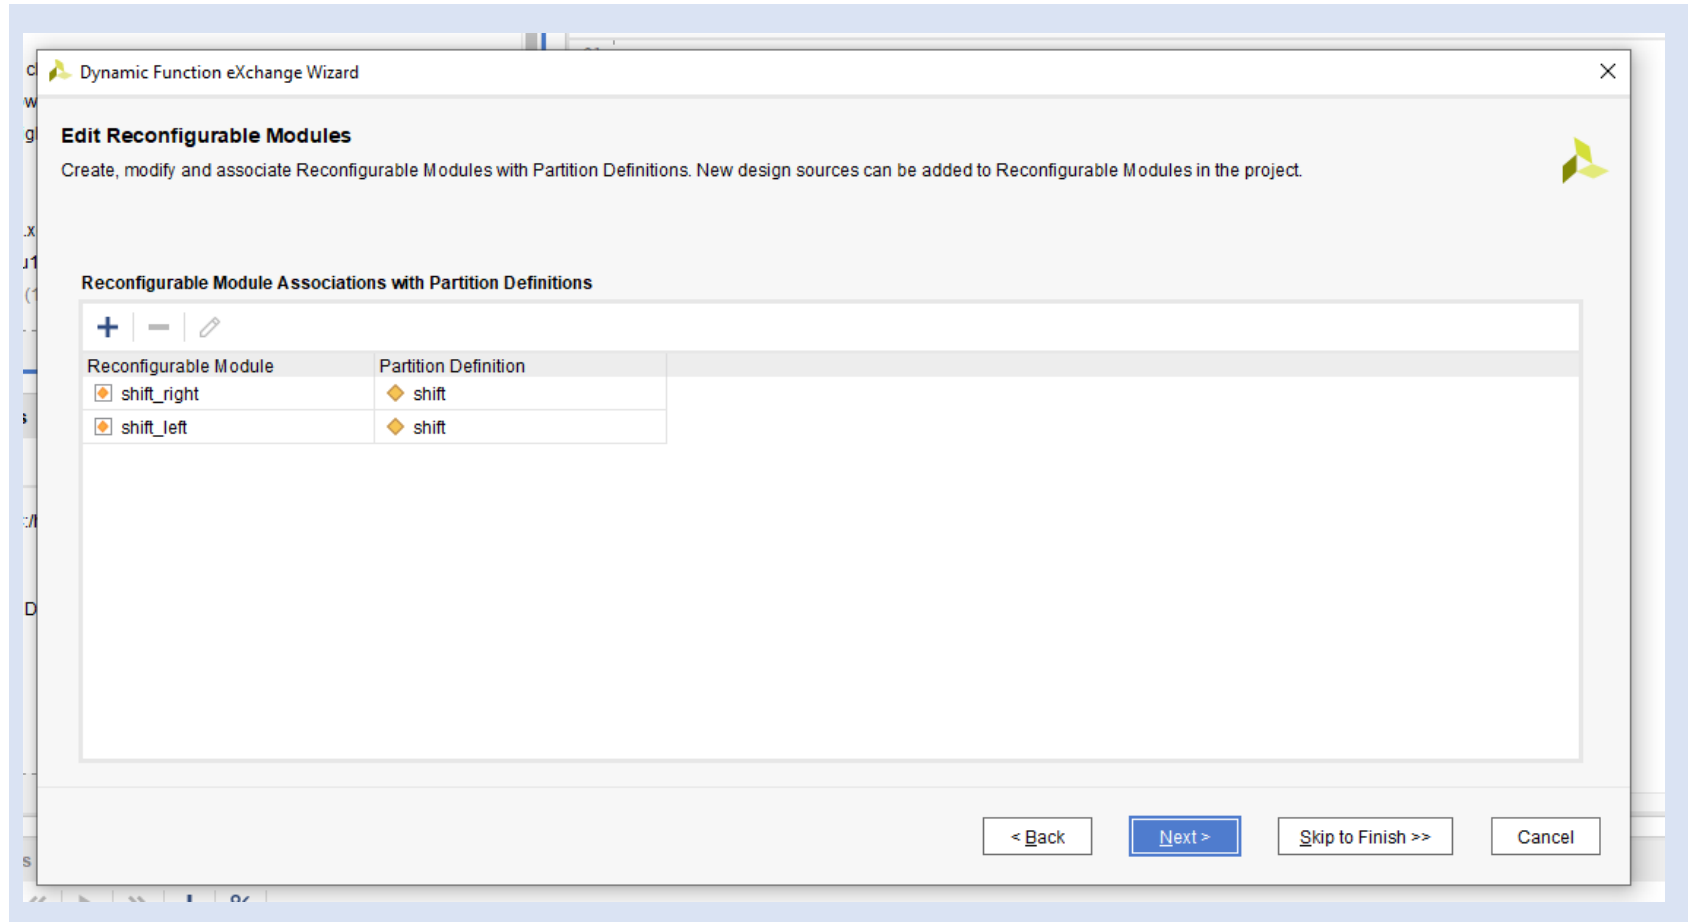 Dynamic Function eXchange Wizard
Edit Reconfigurable Modules
Create, modify and associate Reconfigurable Modules with Partition Definitions. New design sources can be added to Reconfigurable Modules in the project.
Reconfigurable Module Associations with Partition Definitions
Reconfigurable Module Partition Definition
shift_right shift
shift_left shift
< Back Next > Skip to Finish >> Cancel